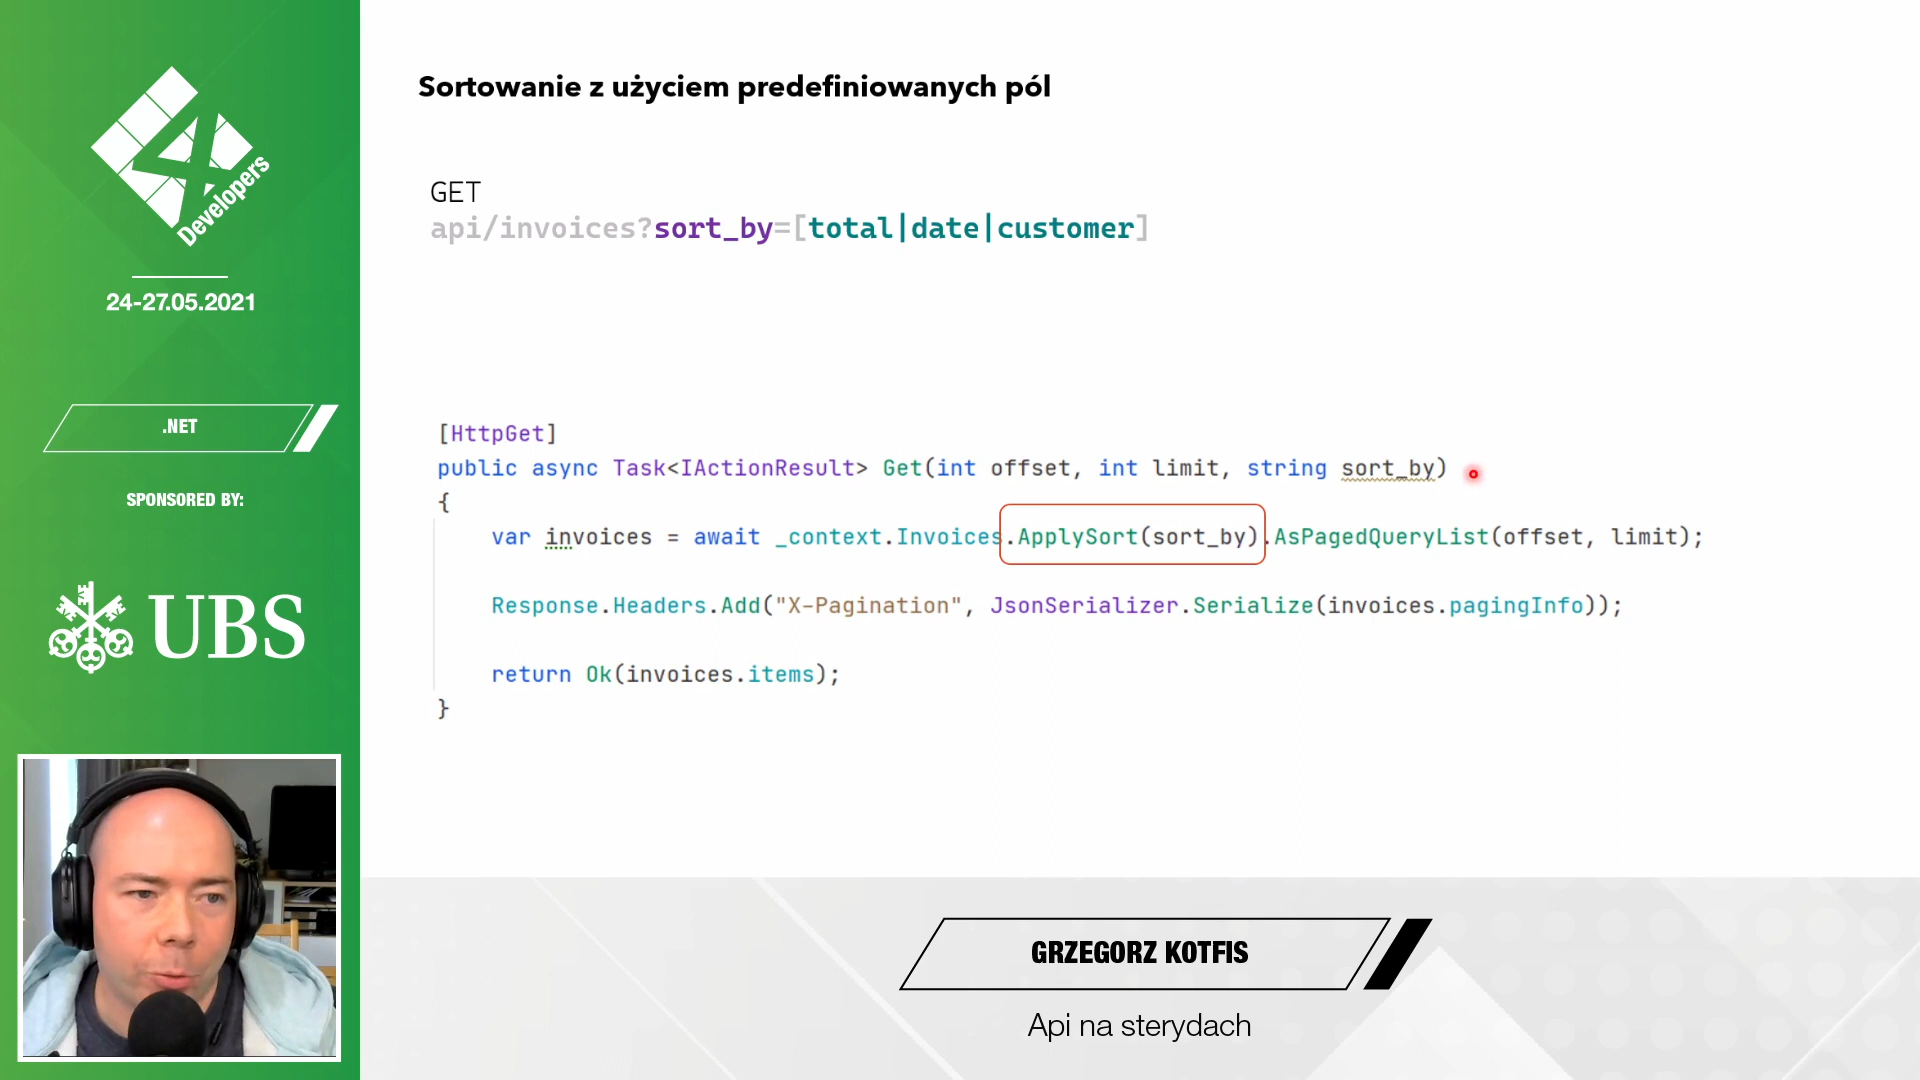 4
Developers
24-27.05.2021
.NET
SPONSORED BY:
UBS
Sortowanie z użyciem predefiniowanych pól
GET
api/invoices?sort_by=[total|date|customer]
[HttpGet]
public async Task<IActionResult> Get(int offset, int limit, string sort_by)
{
var invoices = await _context.Invoices.ApplySort(sort_by).AsPagedQueryList(offset, limit);
Response.Headers.Add("X-Pagination", JsonSerializer.Serialize(invoices.pagingInfo));
return Ok(invoices.items);
}
GRZEGORZ KOTFIS
Api na sterydach